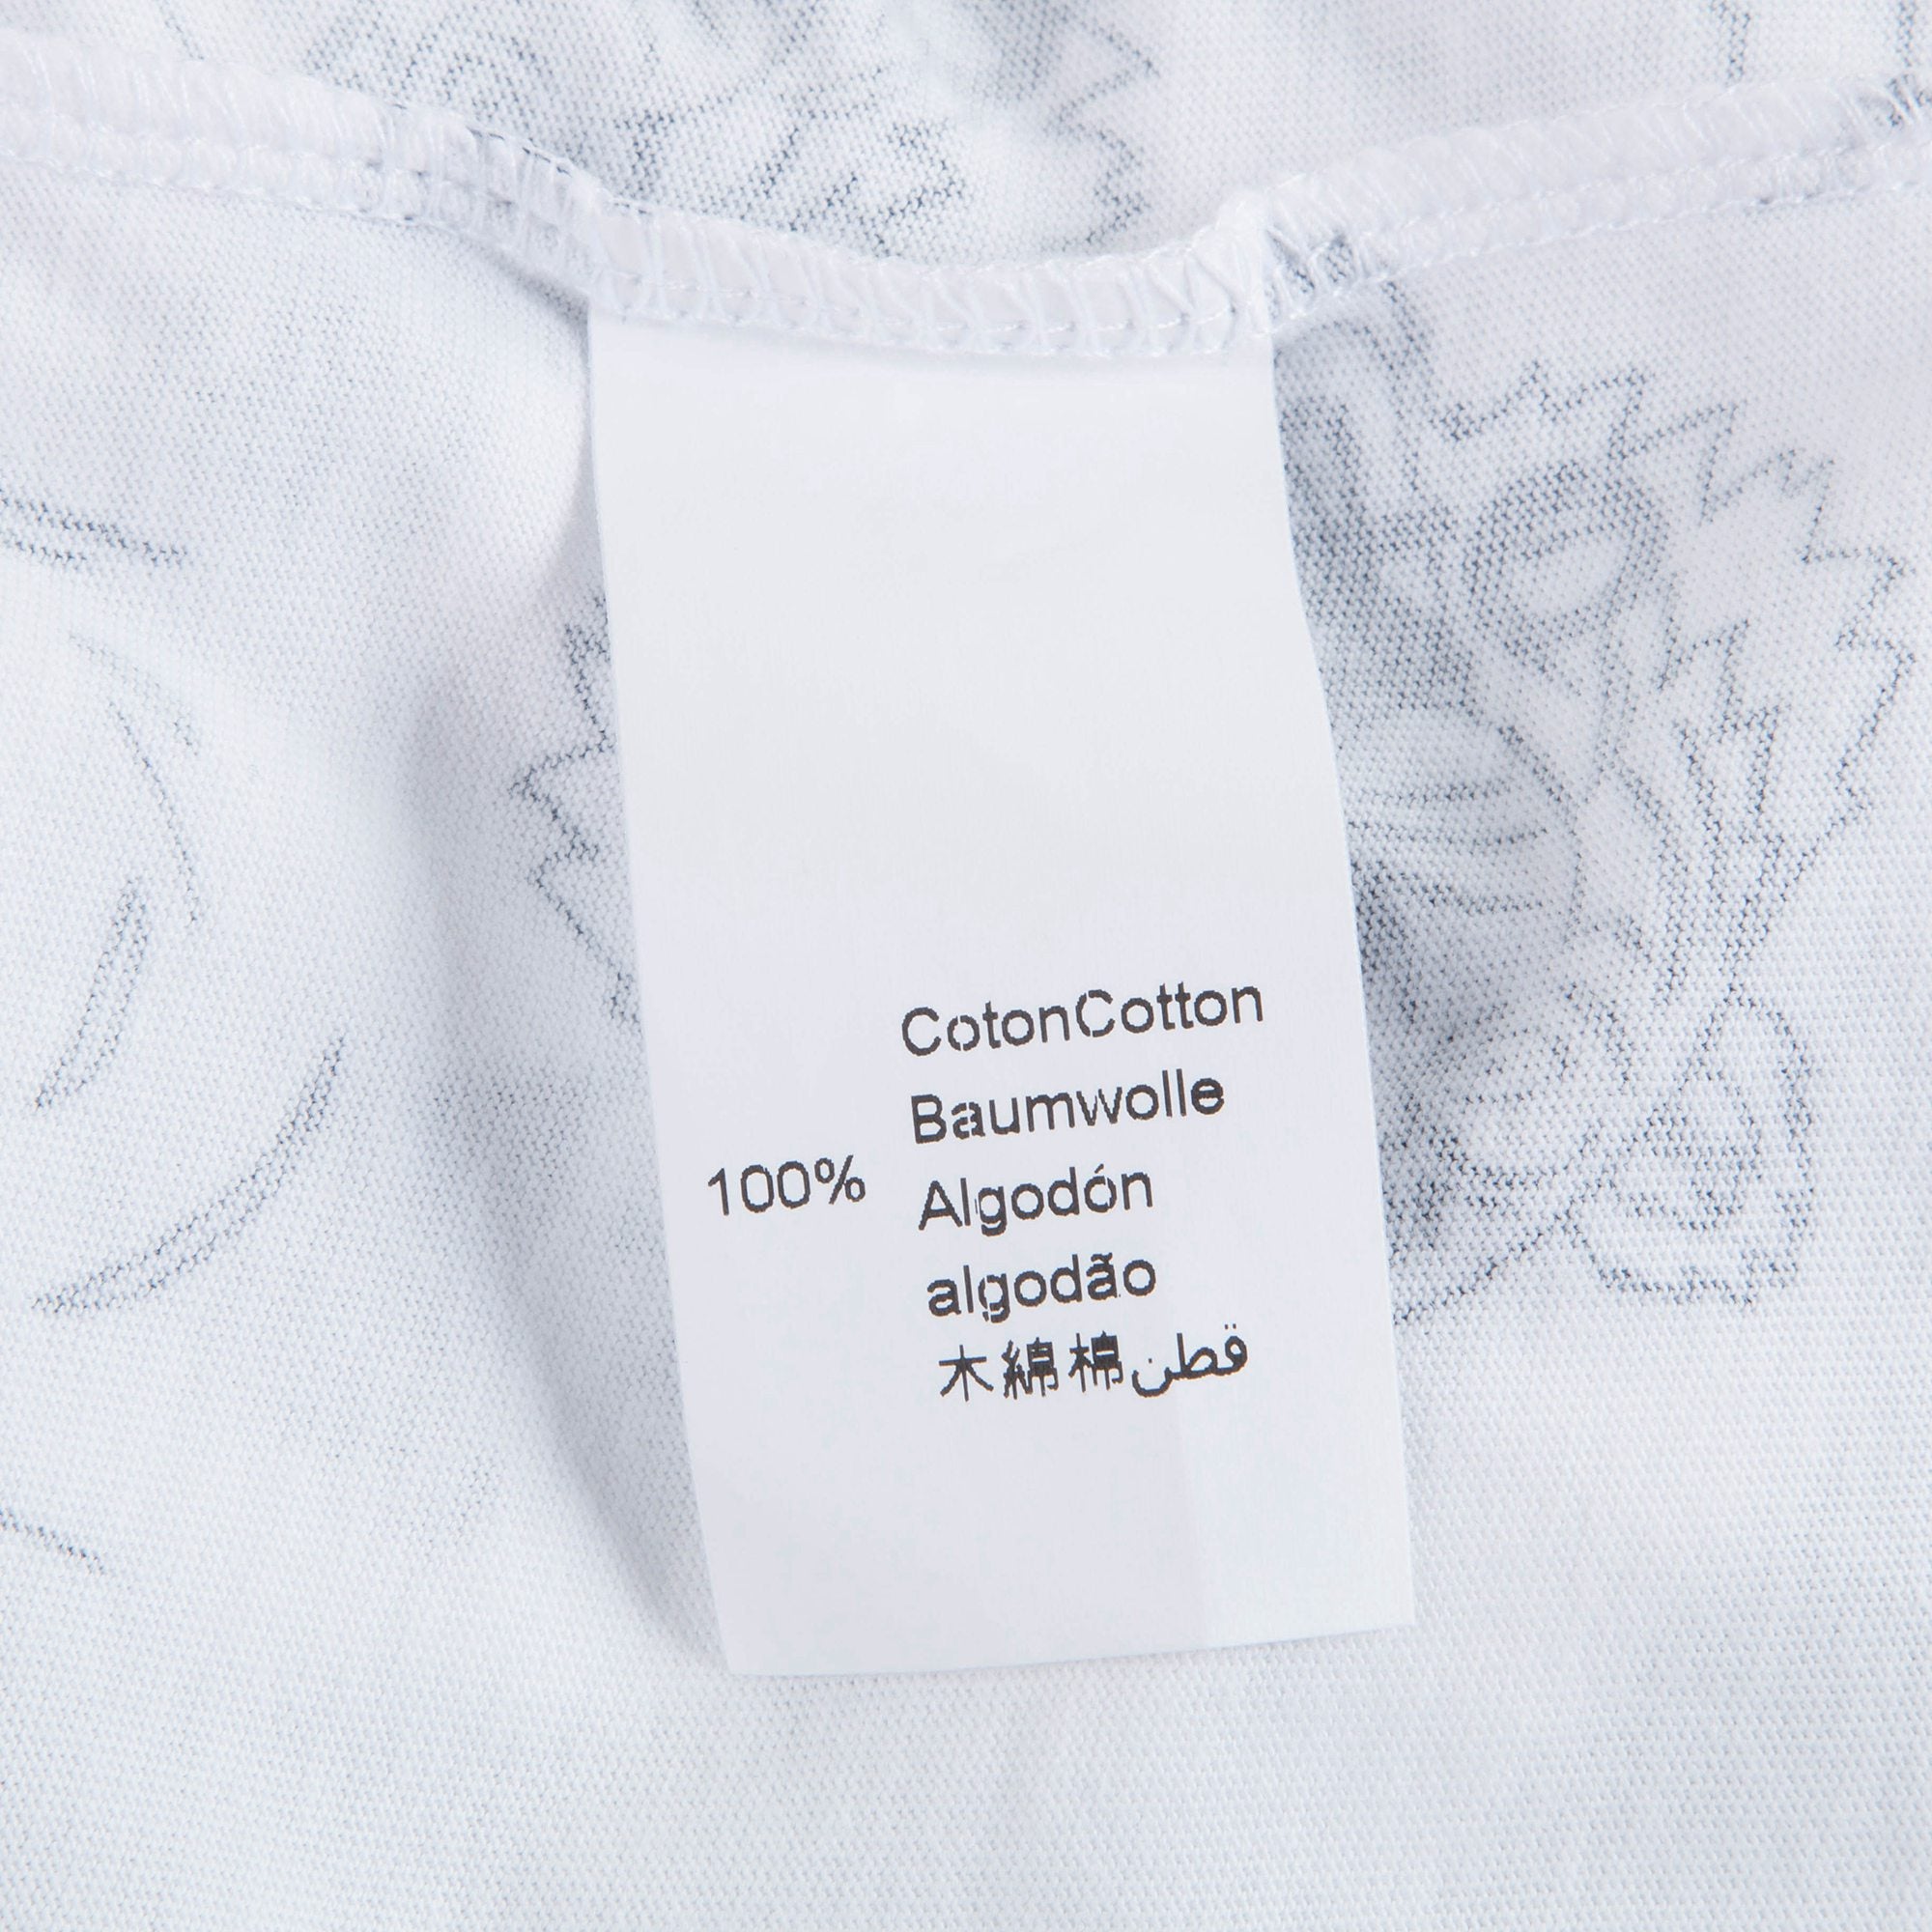 CotonCotton
Baumwolle
100%
Algodón
algodão
木綿棉قطن